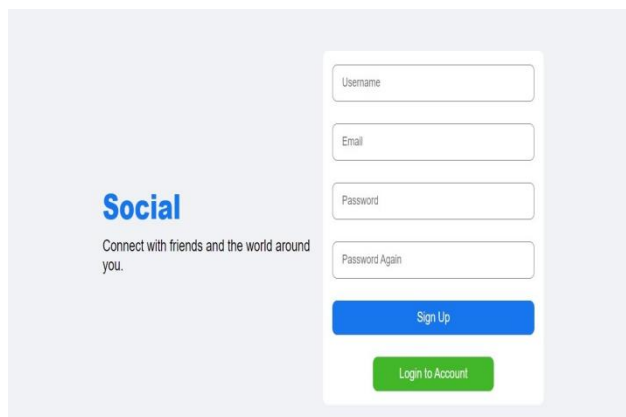 Social
Connect with friends and the world around
you.
Username
Email
Password
Password Again
Sign Up
Login to Account